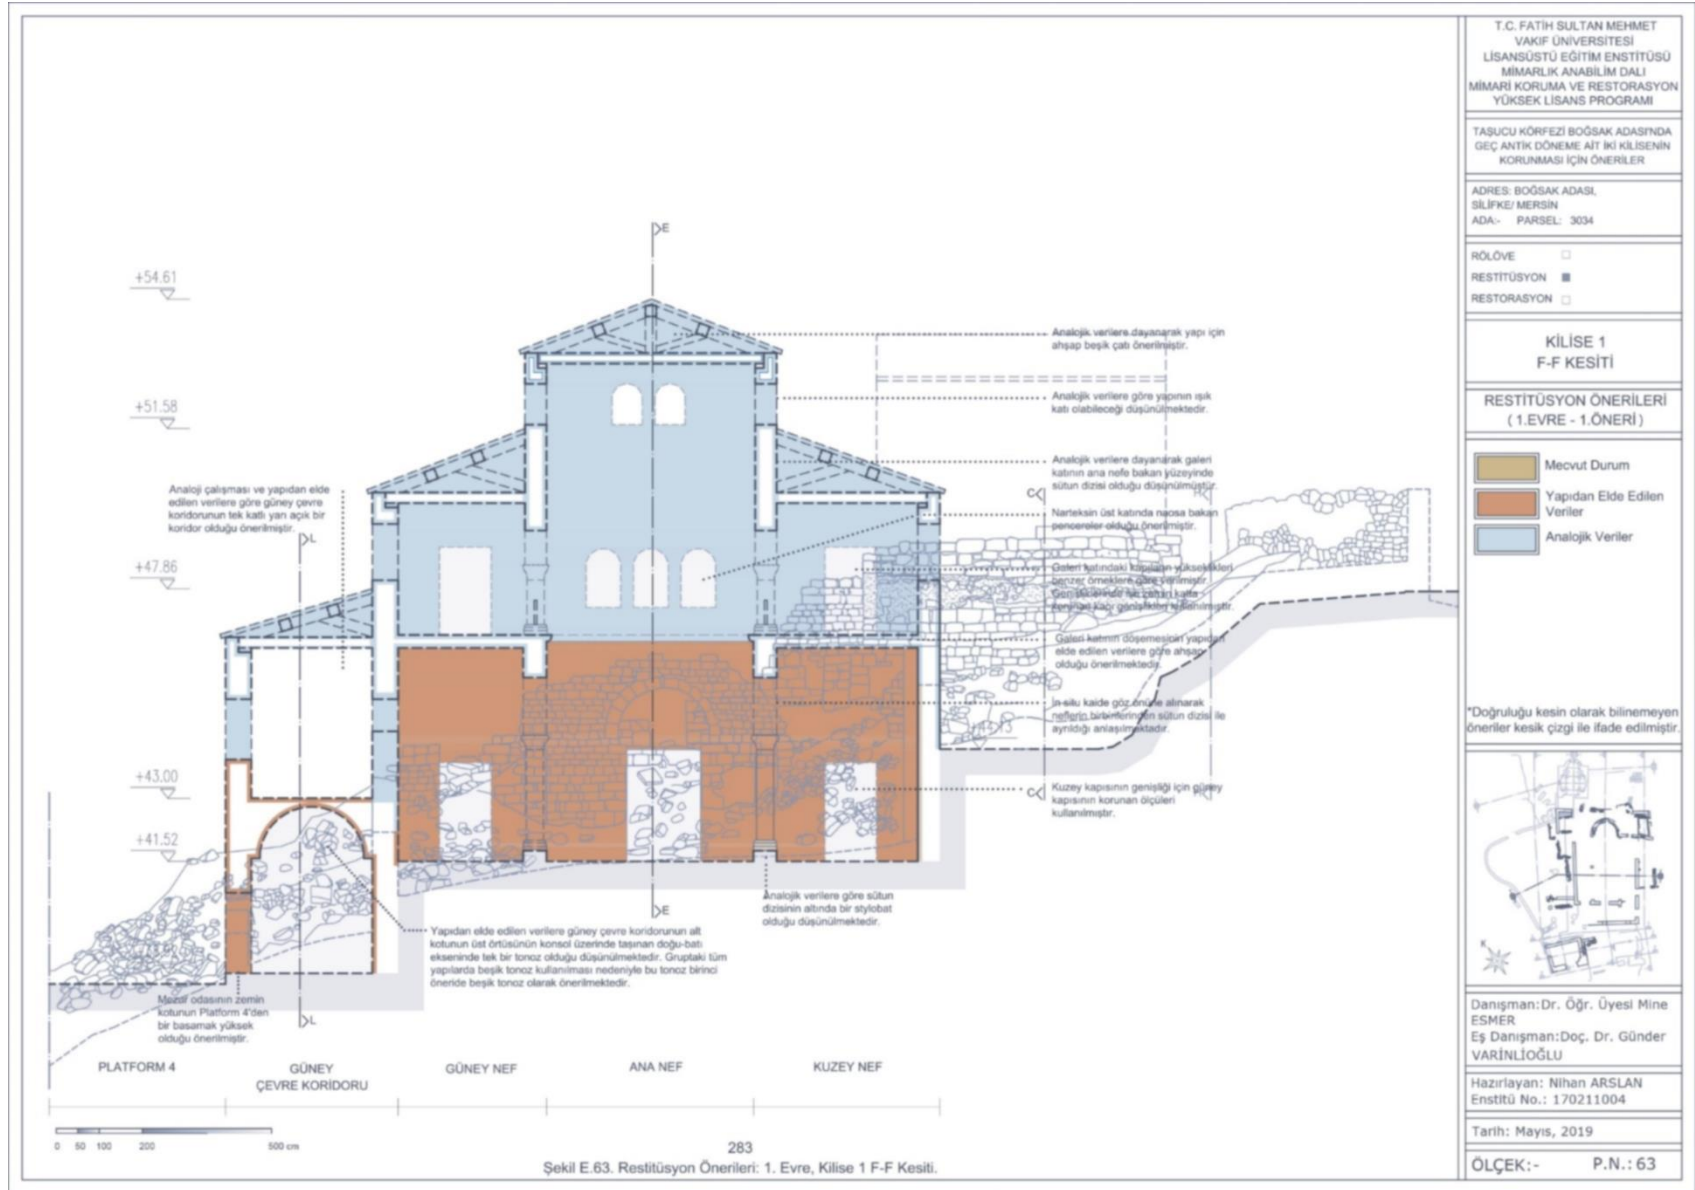 T.C. FATİH SULTAN MEHMET
VAKIF ÜNİVERSİTESİ
LİSANSÜSTÜ EĞİTİM ENSTİTÜSÜ
MİMARLIK ANABİLİM DALI
MİMARİ KORUMA VE RESTORASYON
YÜKSEK LİSANS PROGRAMI
TAŞUCU KÖRFEZİ BOĞSAK ADASI'NDA
GEÇ ANTİK DÖNEME AİT İKİ KİLİSENİN
KORUNMASI İÇİN ÖNERİLER
ADRES: BOĞSAK ADASI,
SİLİFKE/ MERSİN
ADA:- PARSEL: 3034
RÖLÖVE
RESTİTÜSYON
RESTORASYON
KİLİSE 1
F-F KESİTİ
RESTİTÜSYON ÖNERİLERİ
( 1.EVRE - 1.ÖNERİ )
Mecvut Durum
Yapıdan Elde Edilen
Veriler
Analojik Veriler
*Doğruluğu kesin olarak bilinemeyen
öneriler kesik çizgi ile ifade edilmiştir.
K
Danışman:Dr. Öğr. Üyesi Mine
ESMER
Eş Danışman:Doç. Dr. Günder
VARİNLİOĞLU
Hazırlayan: Nihan ARSLAN
Enstitü No.: 170211004
Tarih: Mayıs, 2019
ÖLÇEK:- P.N.: 63
E
+54.61
+51.58
+47.86
+43.00
+41.52
Analojik verilere dayanarak yapı için
ahşap beşik çatı önerilmiştir.
Analojik verilere göre yapının ışık
katı olabileceği düşünülmektedir.
Analojik verilere dayanarak galeri
katının ana nefe bakan yüzeyinde
sütun dizisi olduğu düşünülmüştür.
C
Narteksin üst katında naosa bakan
pencereler olduğu önerilmiştir.
Galeri katındaki kapıların yükseklikleri
benzer örneklere göre verilmiştir.
Galeri katının döşemesinin yapıdan
elde edilen verilere göre ahşap
olduğu önerilmektedir.
İn-situ kaide göz önüne alınarak
neflerin birbirlerinden sütun dizisi ile
ayrıldığı anlaşılmaktadır.
Kuzey kapısının genişliği için güney
kapısının korunan ölçüleri
kullanılmıştır.
C
Analoji çalışması ve yapıdan elde
edilen verilere göre güney çevre
koridorunun tek katlı yan açık bir
koridor olduğu önerilmiştir.
L
Analojik verilere göre sütun
dizisinin altında bir stylobat
olduğu düşünülmektedir.
E
Yapıdan elde edilen verilere güney çevre koridorunun alt
kotunun üst örtüsünün konsol üzerinde taşınan doğu-batı
ekseninde tek bir tonoz olduğu düşünülmektedir. Gruptaki tüm
yapılarda beşik tonoz kullanılması nedeniyle bu tonoz birinci
öneride beşik tonoz olarak önerilmektedir.
Mezar odasının zemin
kotunun Platform 4'den
bir basamak yüksek
olduğu önerilmiştir.
L
PLATFORM 4
GÜNEY
ÇEVRE KORİDORU
GÜNEY NEF
ANA NEF
KUZEY NEF
0 50 100 200 500 cm
283
Şekil E.63. Restitüsyon Önerileri: 1. Evre, Kilise 1 F-F Kesiti.